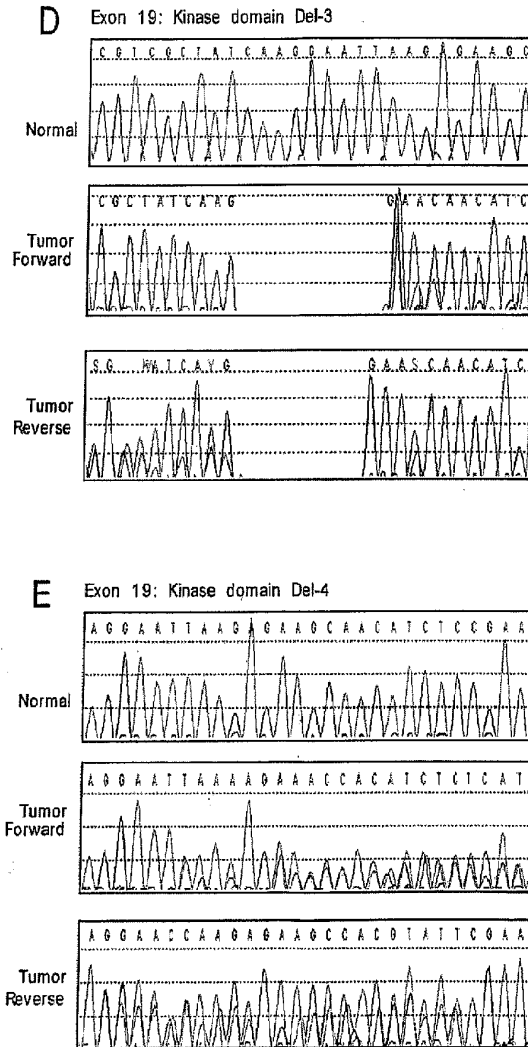 D Exon 19: Kinase domain Del-3
C G T C G C T A T C A A G G A A T T A A G A G A A G C
Normal
C G C T A T C A A G G A A C A A C A T C
Tumor
Forward
S G W A T C A Y G G A A S C A A C A T C
Tumor
Reverse
E Exon 19: Kinase domain Del-4
A G G A A T T A A G A G A A G C A A C A T C T C C G A A
Normal
A G G A A T T A A A A G A A A C C A C A T C T C T C A T
Tumor
Forward
A G G A A C C A A G A G A A G C C A C G T A T T C G A A
Tumor
Reverse